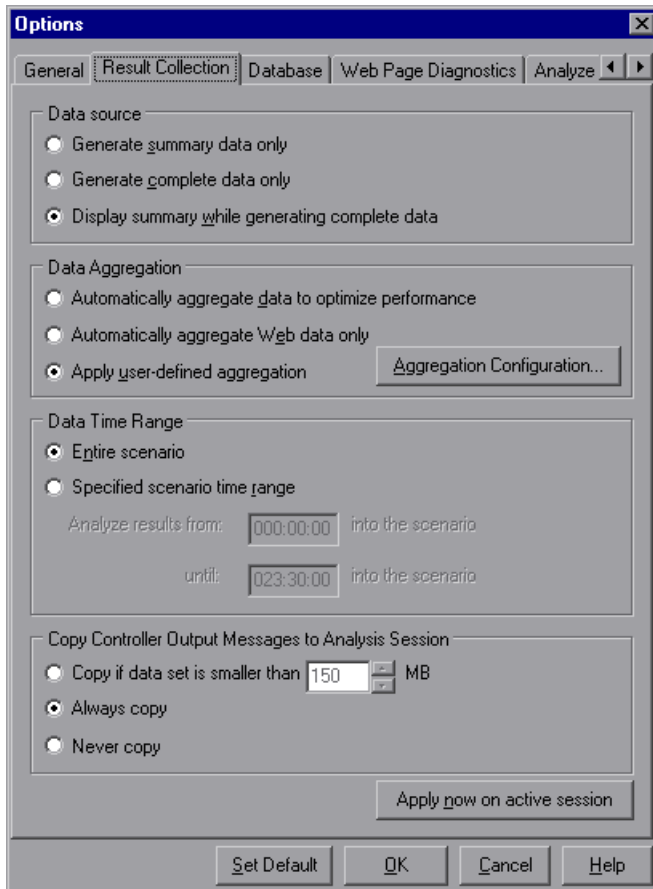 Options
General Result Collection Database Web Page Diagnostics Analyze
Data source
Generate summary data only
Generate complete data only
Display summary while generating complete data
Data Aggregation
Automatically aggregate data to optimize performance
Automatically aggregate Web data only
Apply user-defined aggregation Aggregation Configuration...
Data Time Range
Entire scenario
Specified scenario time range
Analyze results from: 000:00:00 into the scenario
until: 023:30:00 into the scenario
Copy Controller Output Messages to Analysis Session
Copy if data set is smaller than 150 MB
Always copy
Never copy
Apply now on active session
Set Default OK Cancel Help